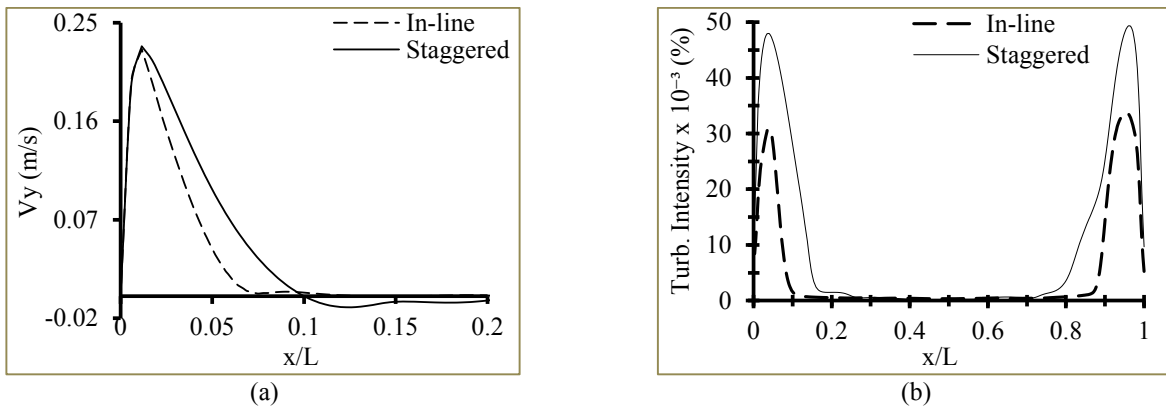 0.25
0.16
0.07
-0.02
Vy (m/s)
In-line
Staggered
0 0.05 0.1 0.15 0.2
x/L
(a)
50
40
30
20
10
0
Turb. Intensity x 10⁻³ (%)
In-line
Staggered
0 0.2 0.4 0.6 0.8 1
x/L
(b)